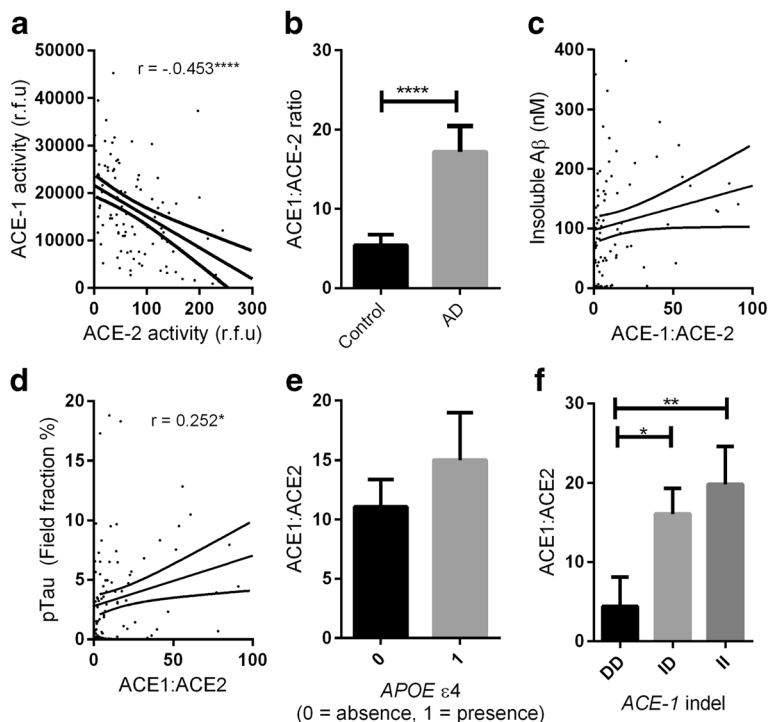 a
r = -.0.453****
50000
40000
30000
20000
10000
0
ACE-1 activity (r.f.u)
0 100 200 300
ACE-2 activity (r.f.u)
b
****
30
20
10
0
ACE1:ACE-2 ratio
Control AD
c
400
300
200
100
0
Insoluble Aβ (nM)
0 50 100
ACE-1:ACE-2
d
r = 0.252*
20
15
10
5
0
pTau (Field fraction %)
0 50 100
ACE1:ACE2
e
20
15
10
5
0
ACE1:ACE2
0 1
APOE ε4
(0 = absence, 1 = presence)
f
**
*
30
20
10
0
ACE1:ACE2
DD ID II
ACE-1 indel